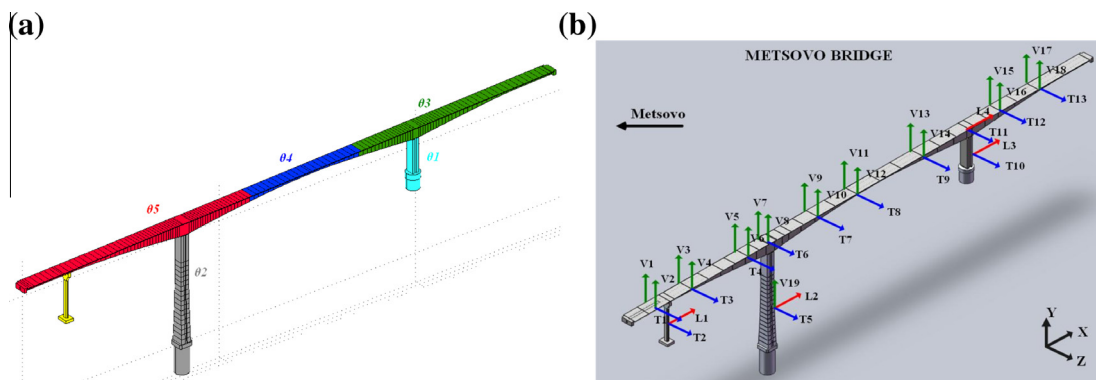 (a)
θ3
θ1
θ4
θ5
θ2
(b)
METSOVO BRIDGE
Metsovo
V17
V18
T13
V15
V16
T12
L4
T11
V13
V14
L3
T10
T9
V11
V12
T8
V9
V10
T7
V7
V8
T6
V5
V6
T4
V3
V4
T3
V1
V2
T1
L1
T2
V19
L2
T5
Y
X
Z